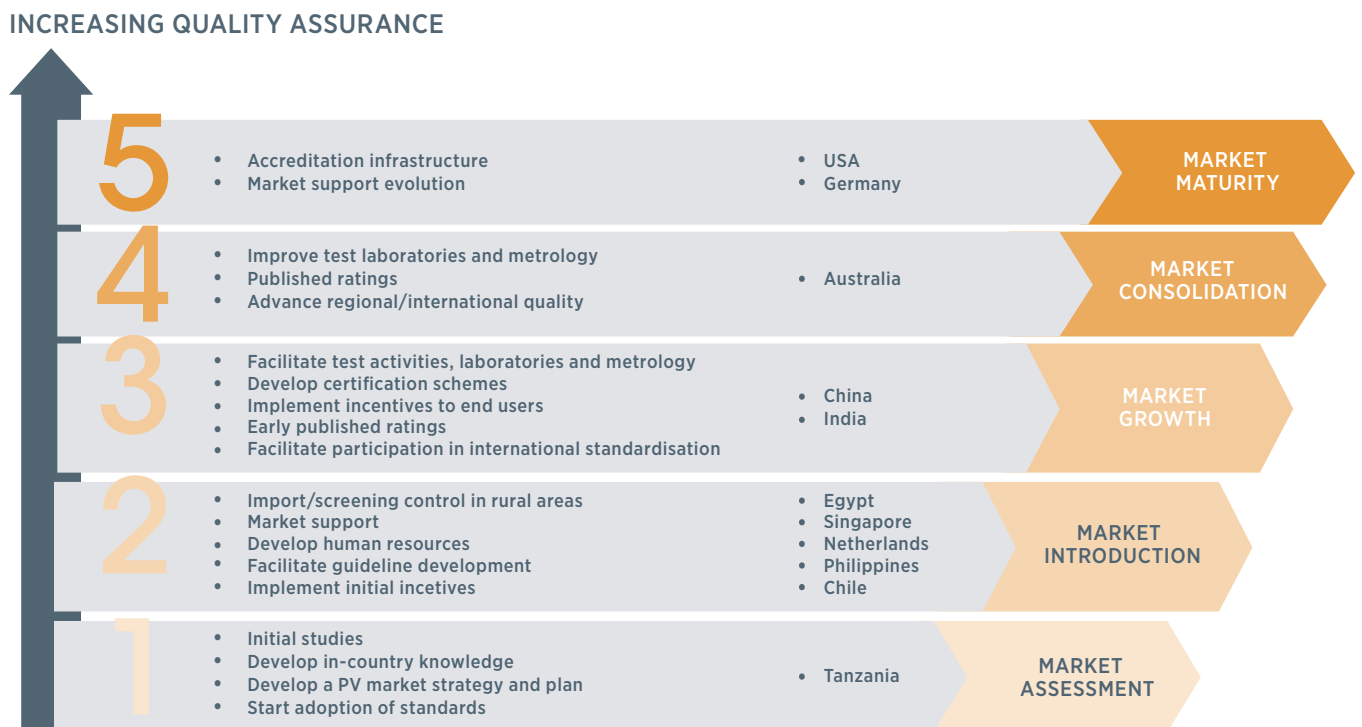 INCREASING QUALITY ASSURANCE
5
• Accreditation infrastructure
• Market support evolution
• USA
• Germany
MARKET
MATURITY
4
• Improve test laboratories and metrology
• Published ratings
• Advance regional/international quality
• Australia
MARKET
CONSOLIDATION
3
• Facilitate test activities, laboratories and metrology
• Develop certification schemes
• Implement incentives to end users
• Early published ratings
• Facilitate participation in international standardisation
• China
• India
MARKET
GROWTH
2
• Import/screening control in rural areas
• Market support
• Develop human resources
• Facilitate guideline development
• Implement initial incetives
• Egypt
• Singapore
• Netherlands
• Philippines
• Chile
MARKET
INTRODUCTION
1
• Initial studies
• Develop in-country knowledge
• Develop a PV market strategy and plan
• Start adoption of standards
• Tanzania
MARKET
ASSESSMENT